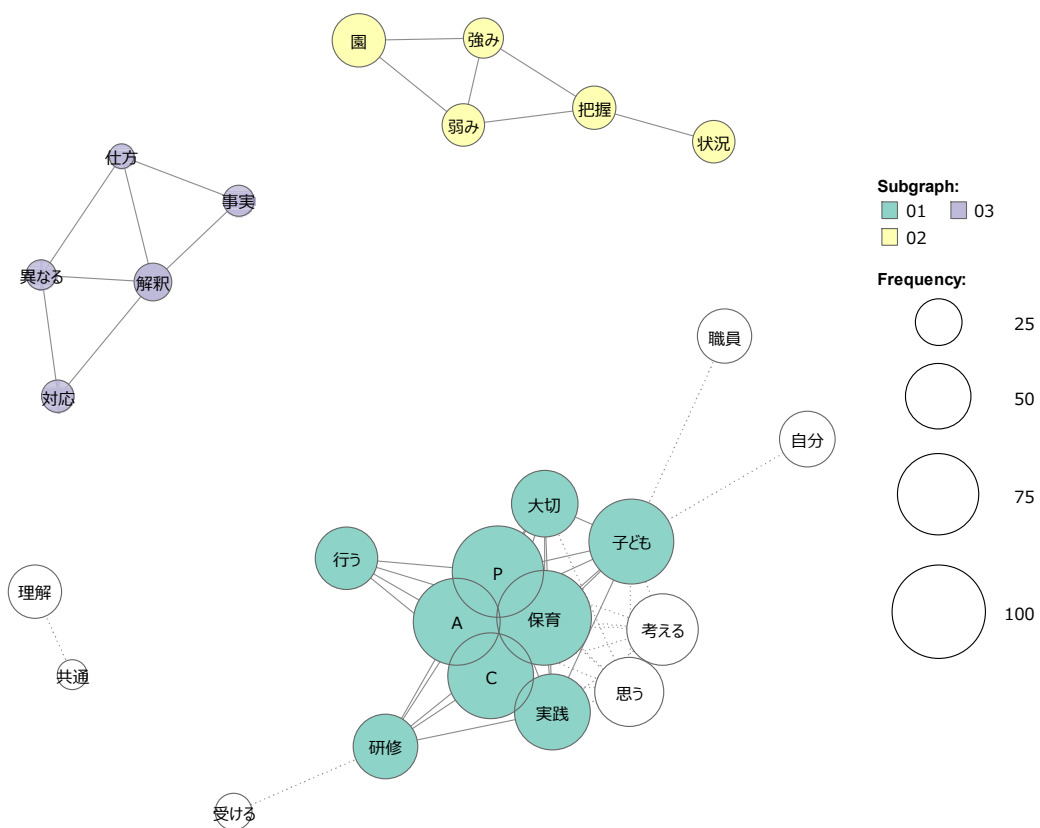 園
強み
弱み
把握
状況
仕方
事実
異なる
解釈
対応
Subgraph:
01 03
02
Frequency:
25
50
75
100
職員
自分
大切
子ども
行う
P
A
保育
考える
C
思う
実践
研修
受ける
理解
共通